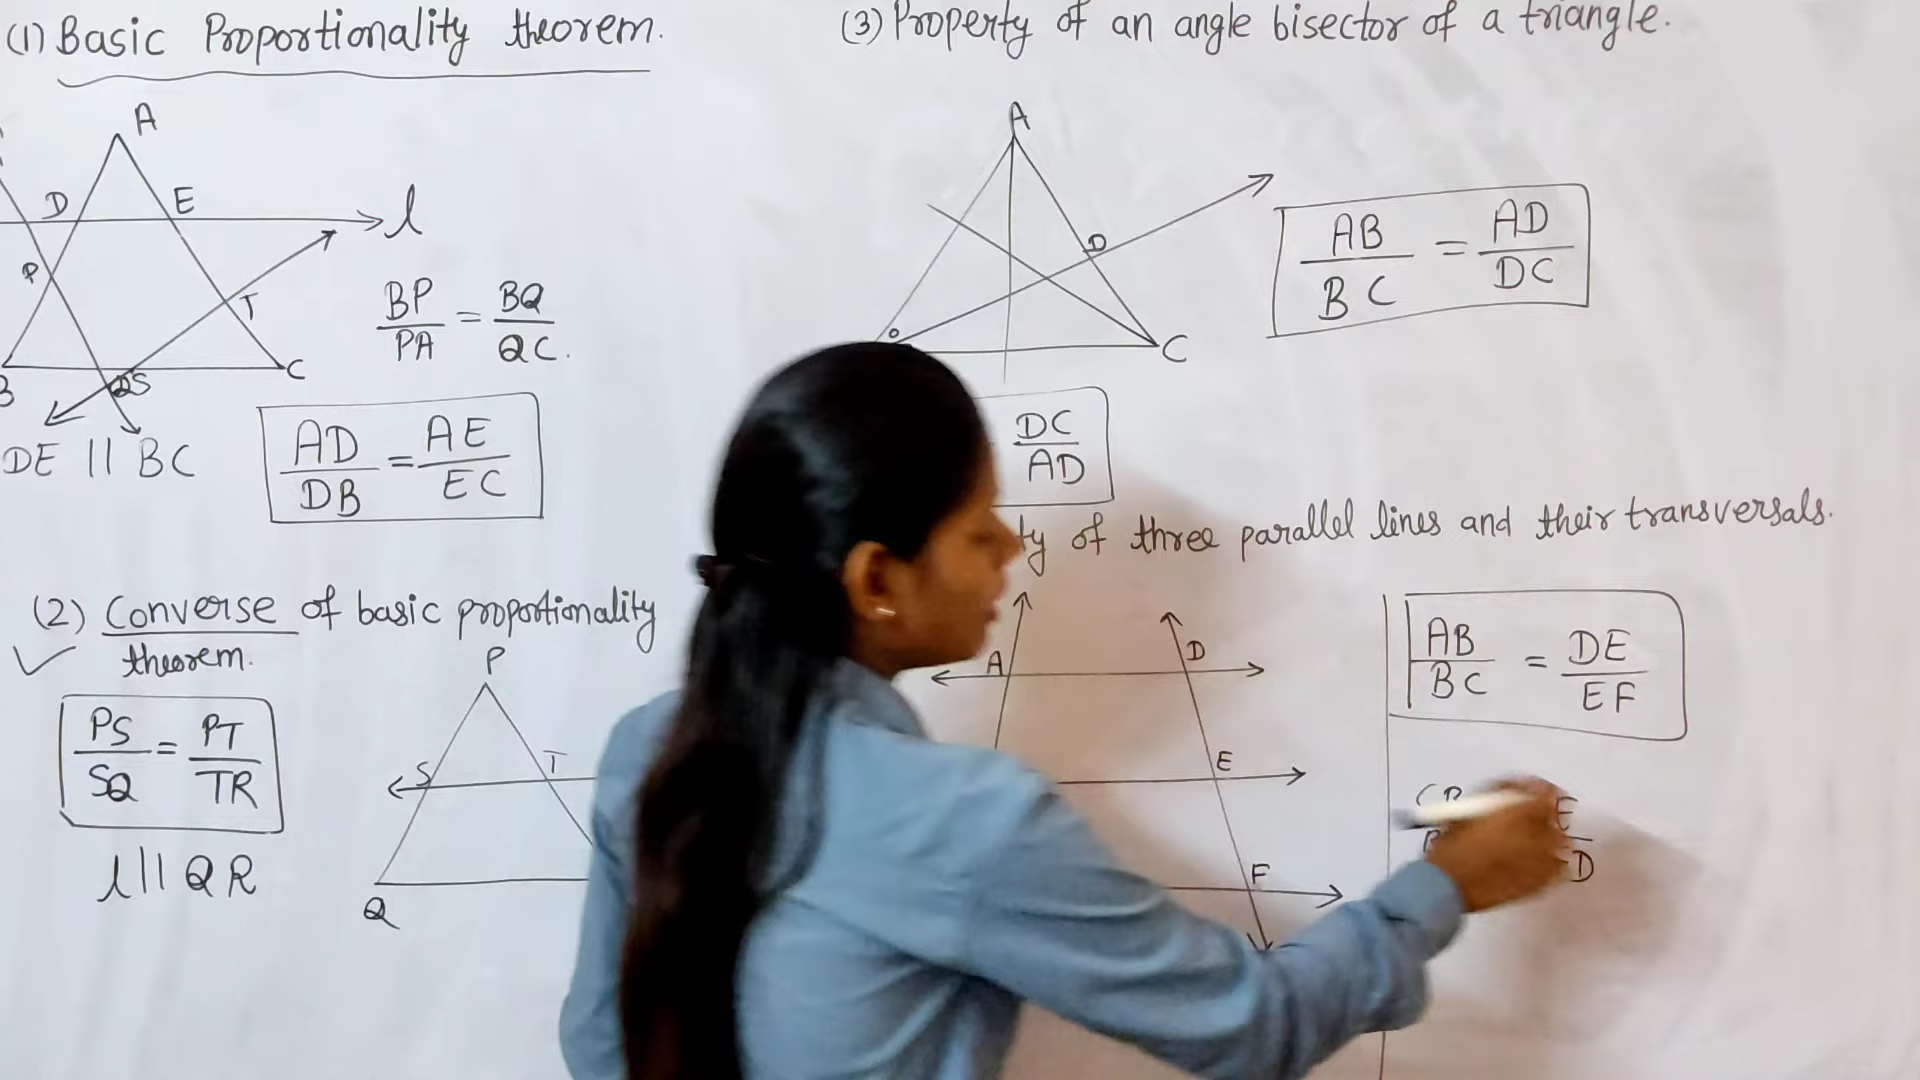 (1) Basic Proportionality theorem.
A
D
E
l
P
T
C
QS
BP/PA = BQ/QC.
DE || BC
AD/DB = AE/EC
(2) Converse of basic proportionality
theorem.
PS/SQ = PT/TR
l || QR
P
S
T
Q
(3) Property of an angle bisector of a triangle.
A
D
C
AB/BC = AD/DC
DC/AD
of three parallel lines and their transversals.
A
D
E
F
AB/BC = DE/EF